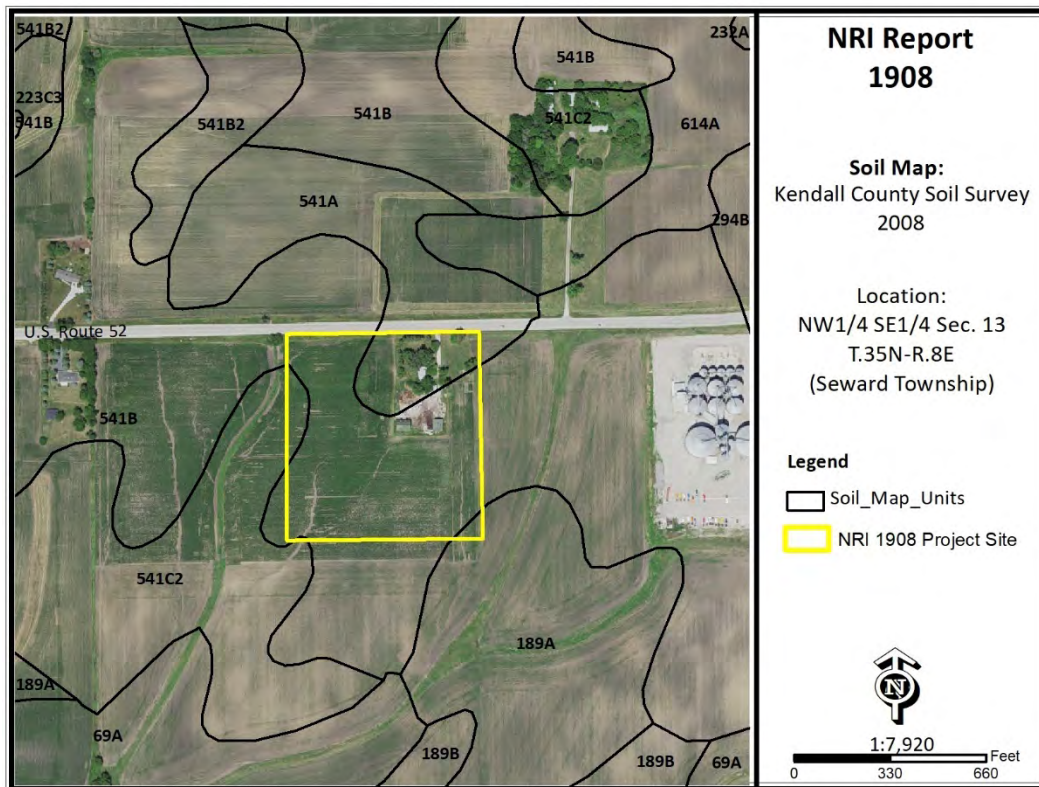 541B2
232A
541B
223C3
541B
541B2
541B
541C2
614A
541A
294B
U.S. Route 52
541B
541C2
189A
189A
69A
189B
189B
69A
NRI Report
1908
Soil Map:
Kendall County Soil Survey
2008
Location:
NW1/4 SE1/4 Sec. 13
T.35N-R.8E
(Seward Township)
Legend
Soil_Map_Units
NRI 1908 Project Site
N
1:7,920
Feet
0 330 660